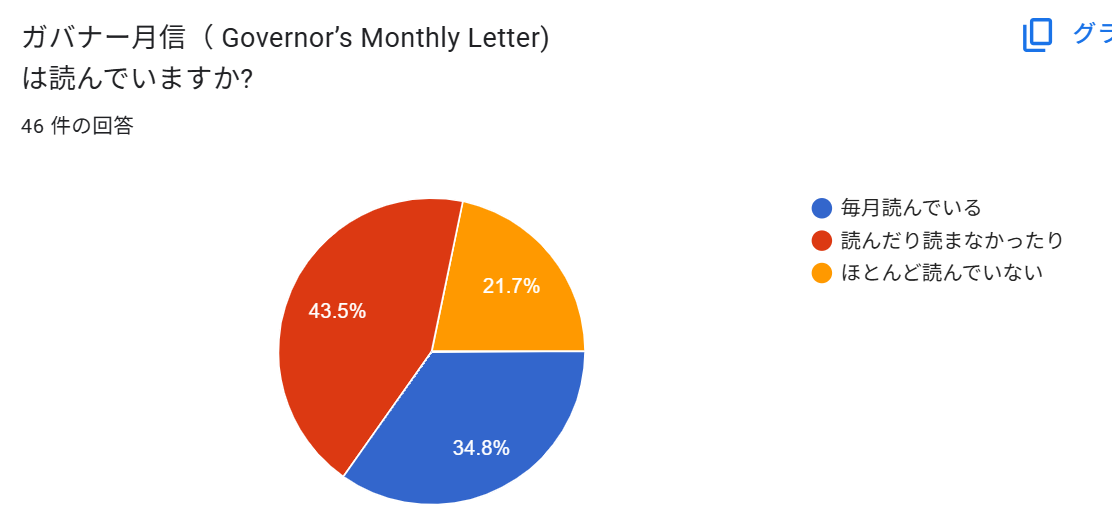 ガバナー月信（ Governor’s Monthly Letter)
は読んでいますか?
46 件の回答
毎月読んでいる
読んだり読まなかったり
ほとんど読んでいない
43.5%
21.7%
34.8%